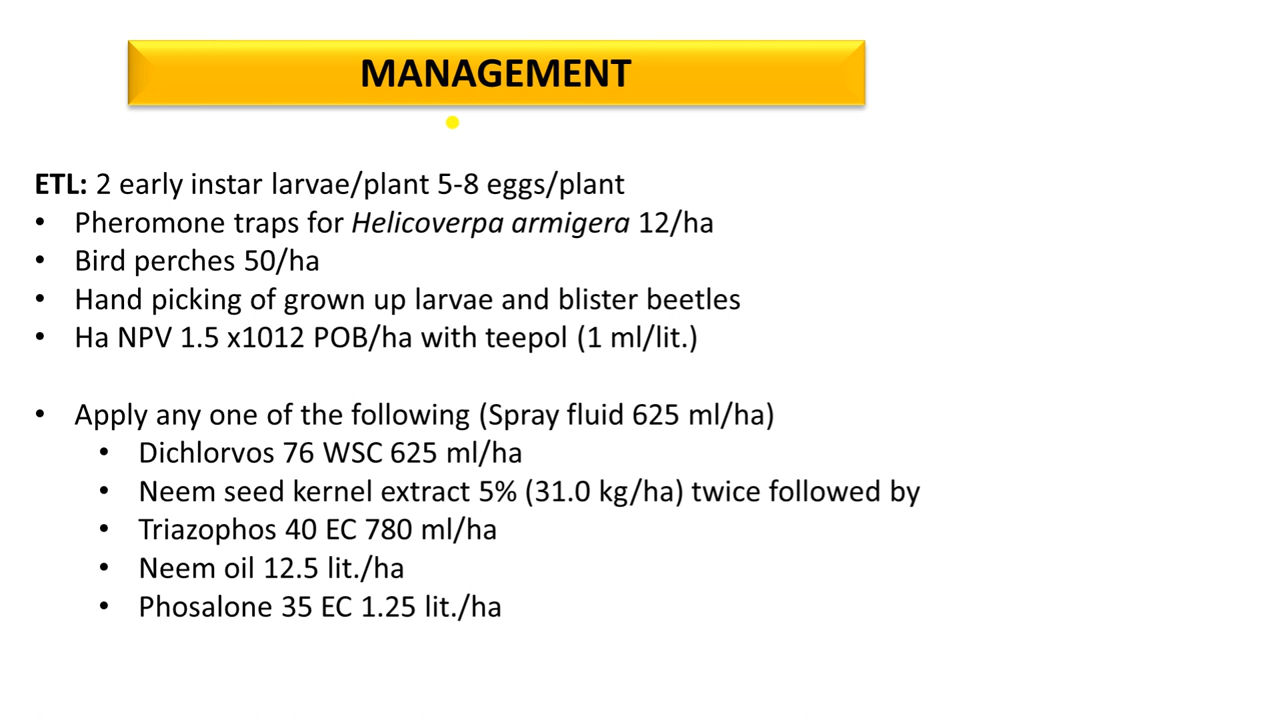 MANAGEMENT
ETL: 2 early instar larvae/plant 5-8 eggs/plant
• Pheromone traps for Helicoverpa armigera 12/ha
• Bird perches 50/ha
• Hand picking of grown up larvae and blister beetles
• Ha NPV 1.5 x1012 POB/ha with teepol (1 ml/lit.)
• Apply any one of the following (Spray fluid 625 ml/ha)
• Dichlorvos 76 WSC 625 ml/ha
• Neem seed kernel extract 5% (31.0 kg/ha) twice followed by
• Triazophos 40 EC 780 ml/ha
• Neem oil 12.5 lit./ha
• Phosalone 35 EC 1.25 lit./ha